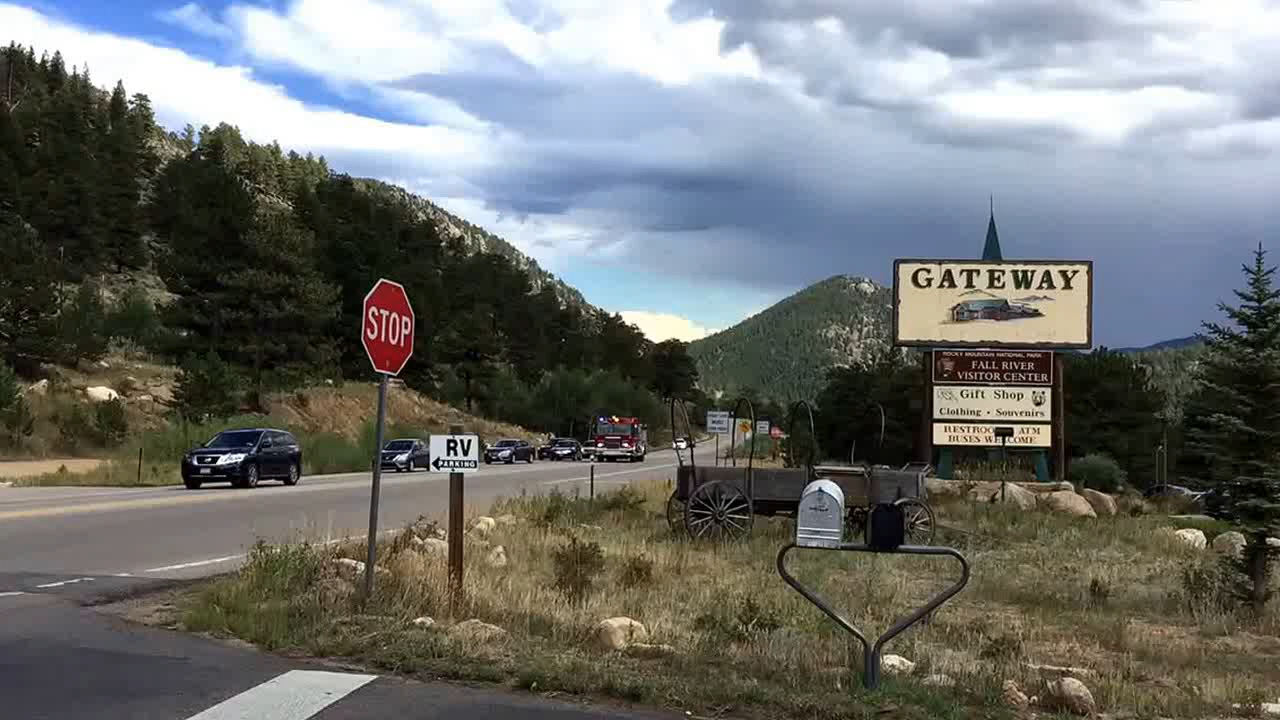 STOP
RV
PARKING
GATEWAY
ROCKY MOUNTAIN NATIONAL PARK
FALL RIVER
VISITOR CENTER
Gift Shop
Clothing • Souvenirs
RESTROOMS ATM
BUSES WELCOME